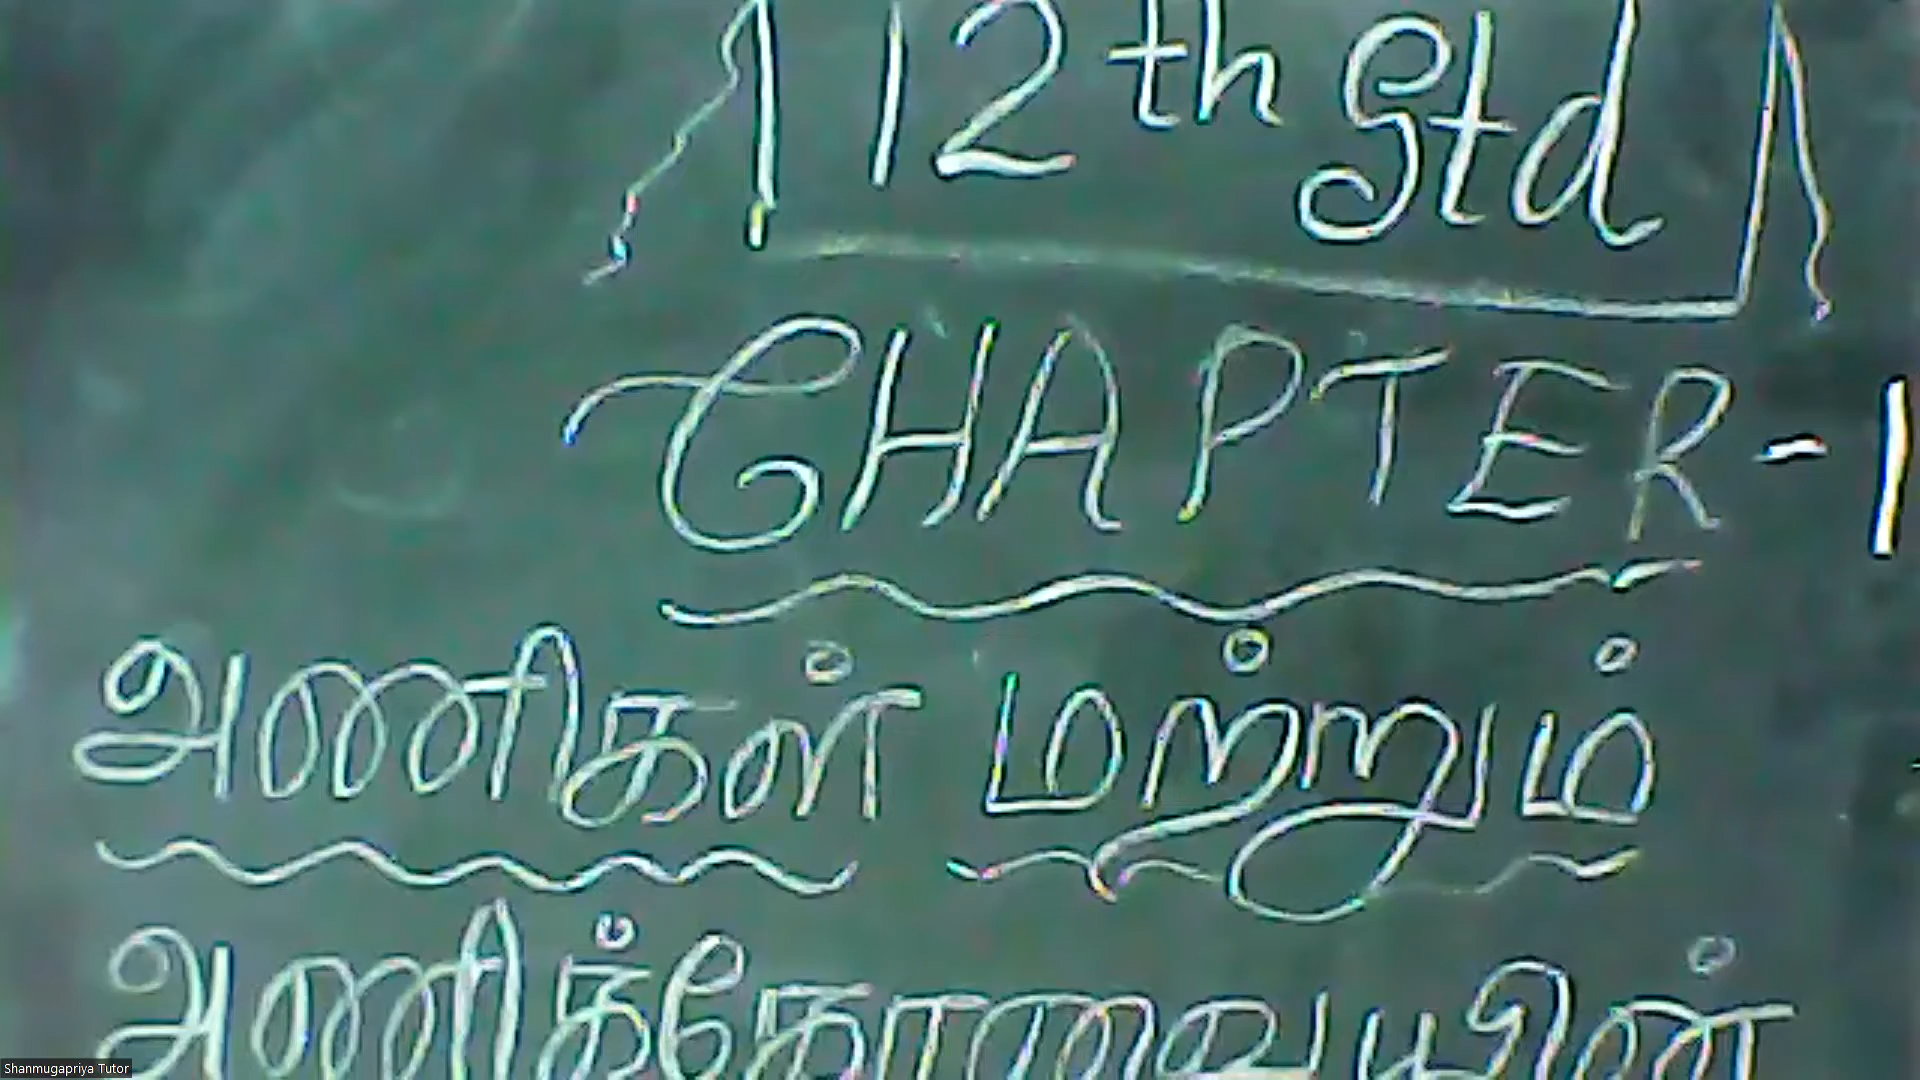 12th Std
CHAPTER-1
அணிகள் மற்றும்
அணிக்கோவையின்
Shanmugapriya Tutor